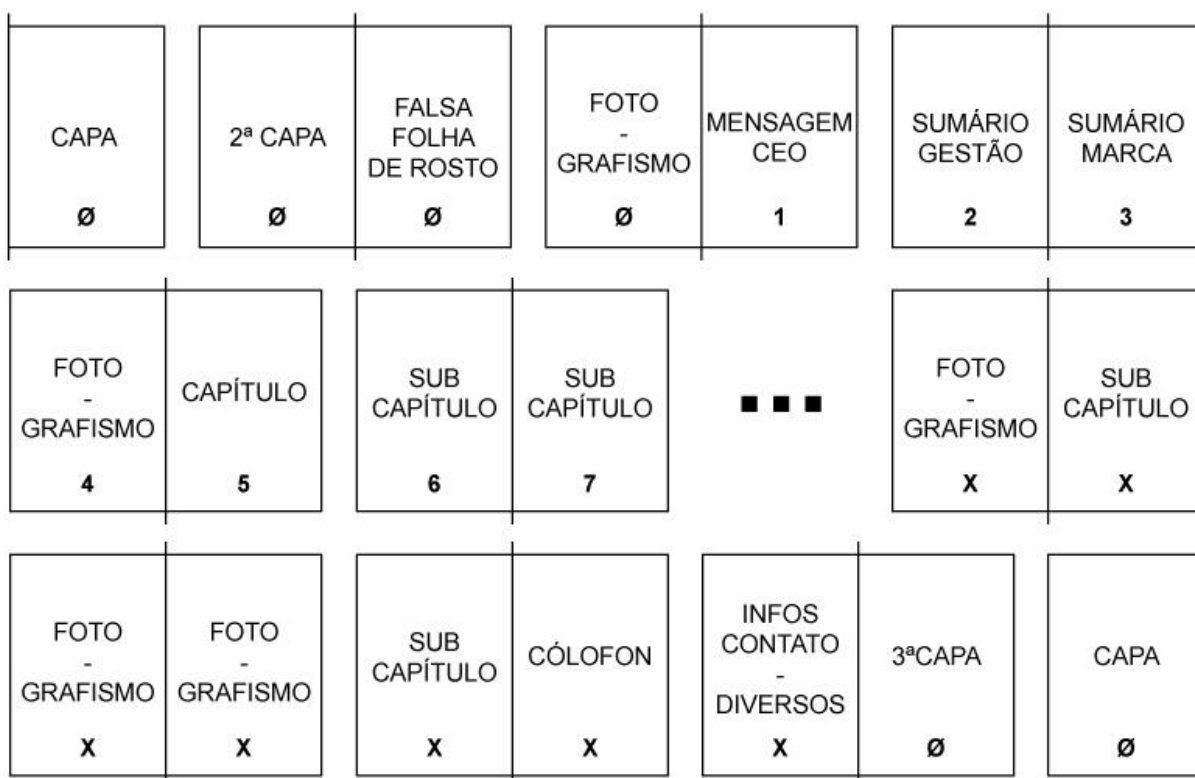 CAPA
Ø
2ª CAPA
Ø
FALSA
FOLHA
DE ROSTO
Ø
FOTO
-
GRAFISMO
Ø
MENSAGEM
CEO
1
SUMÁRIO
GESTÃO
2
SUMÁRIO
MARCA
3
FOTO
-
GRAFISMO
4
CAPÍTULO
5
SUB
CAPÍTULO
6
SUB
CAPÍTULO
7
FOTO
-
GRAFISMO
X
SUB
CAPÍTULO
X
FOTO
-
GRAFISMO
X
FOTO
-
GRAFISMO
X
SUB
CAPÍTULO
X
CÓLOFON
X
INFOS
CONTATO
-
DIVERSOS
X
3ªCAPA
Ø
CAPA
Ø